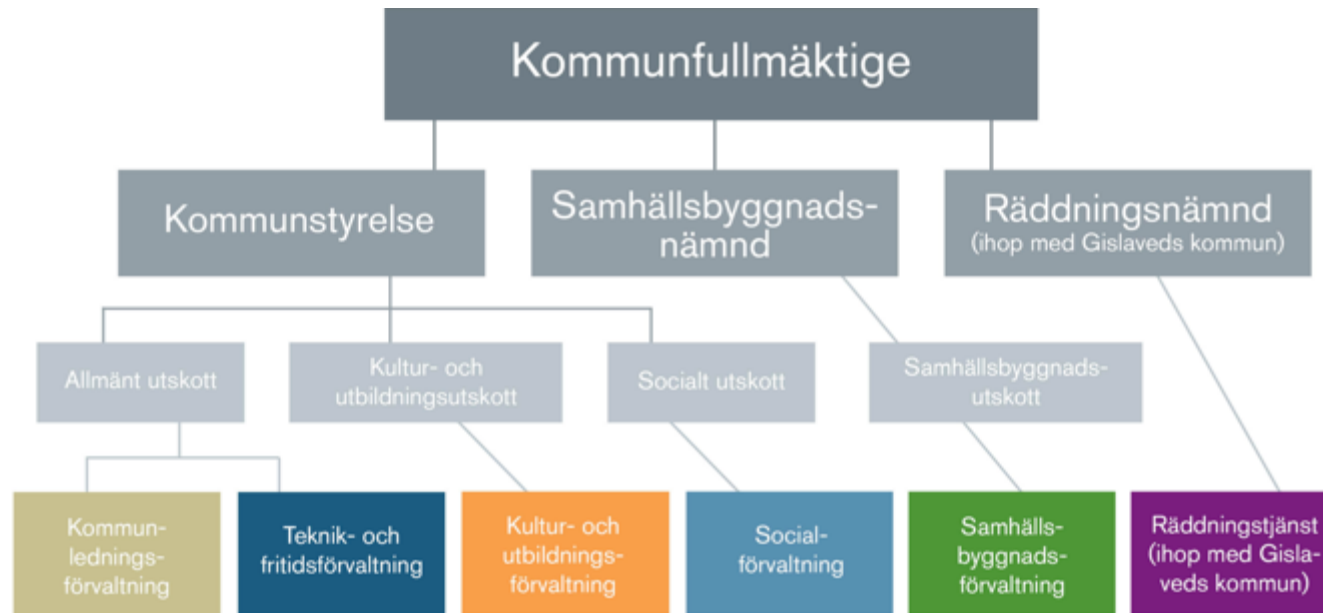 Kommunfullmäktige
Kommunstyrelse
Samhällsbyggnads-
nämnd
Räddningsnämnd
(ihop med Gislaveds kommun)
Allmänt utskott
Kultur- och
utbildningsutskott
Socialt utskott
Samhällsbyggnads-
utskott
Kommun-
lednings-
förvaltning
Teknik- och
fritidsförvaltning
Kultur- och
utbildnings-
förvaltning
Social-
förvaltning
Samhälls-
byggnads-
förvaltning
Räddningstjänst
(ihop med Gisla-
veds kommun)